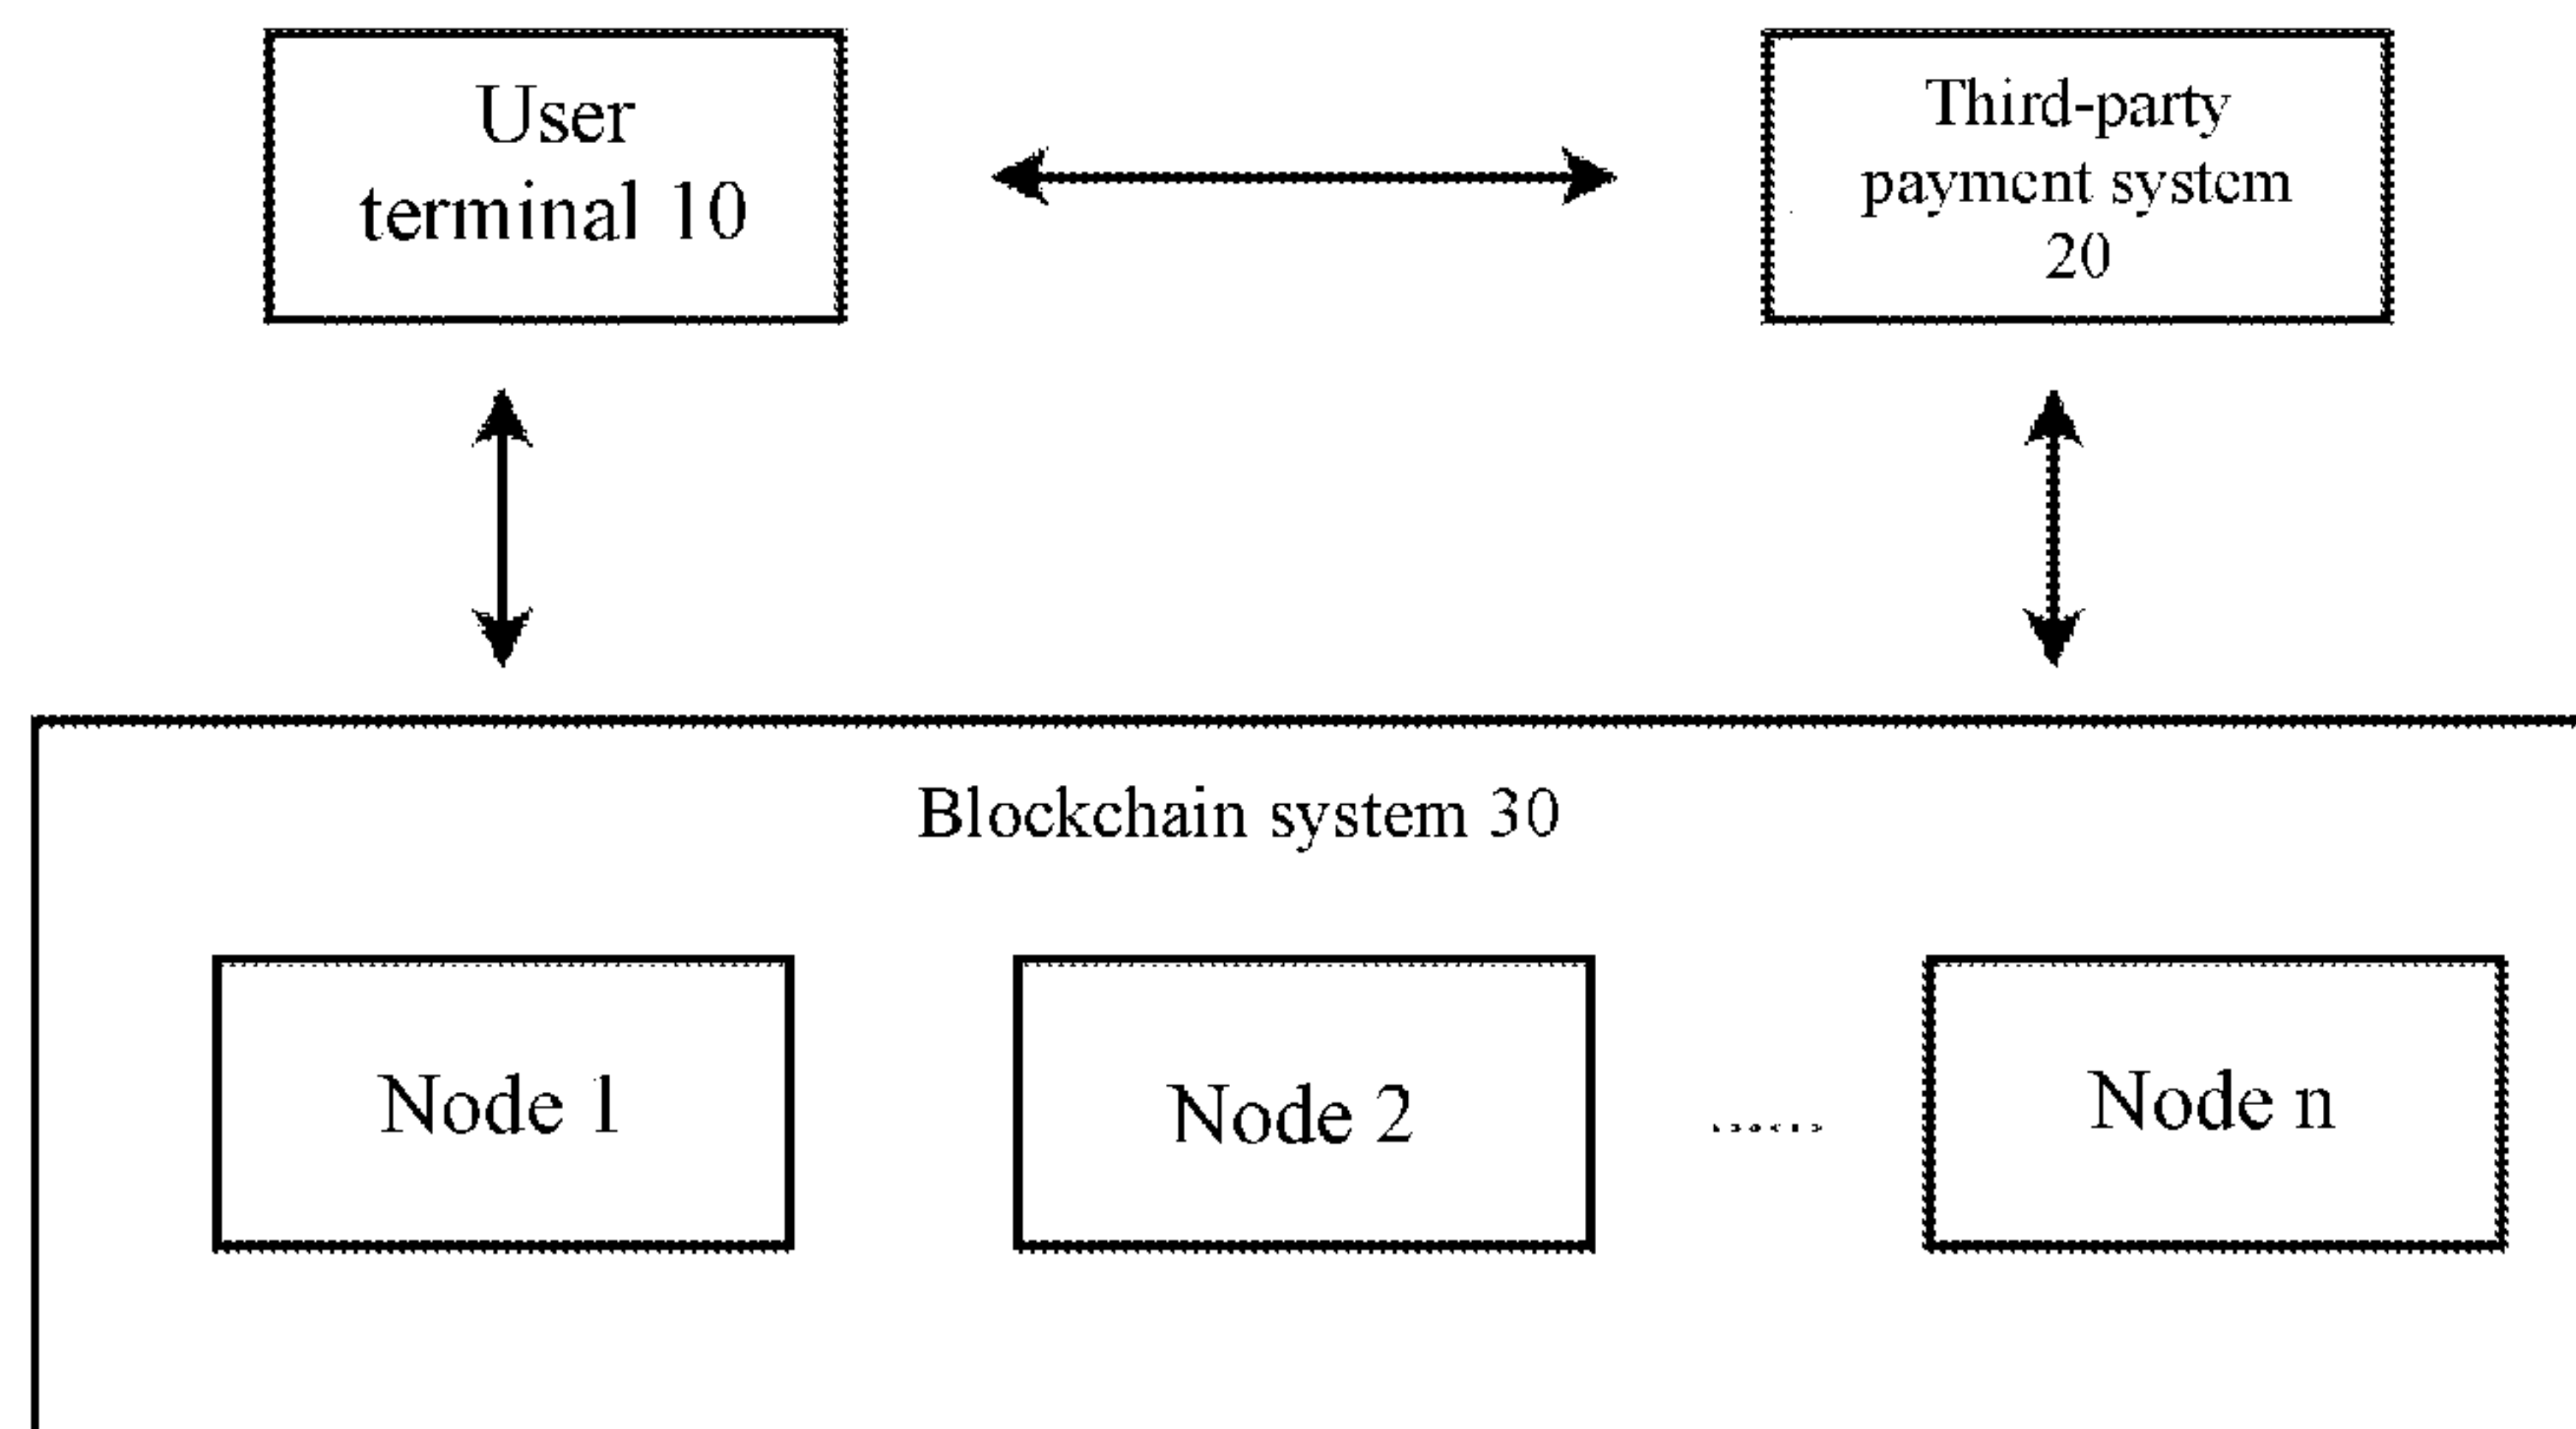 User
terminal 10
Third-party
payment system
20
Blockchain system 30
Node 1
Node 2
......
Node n